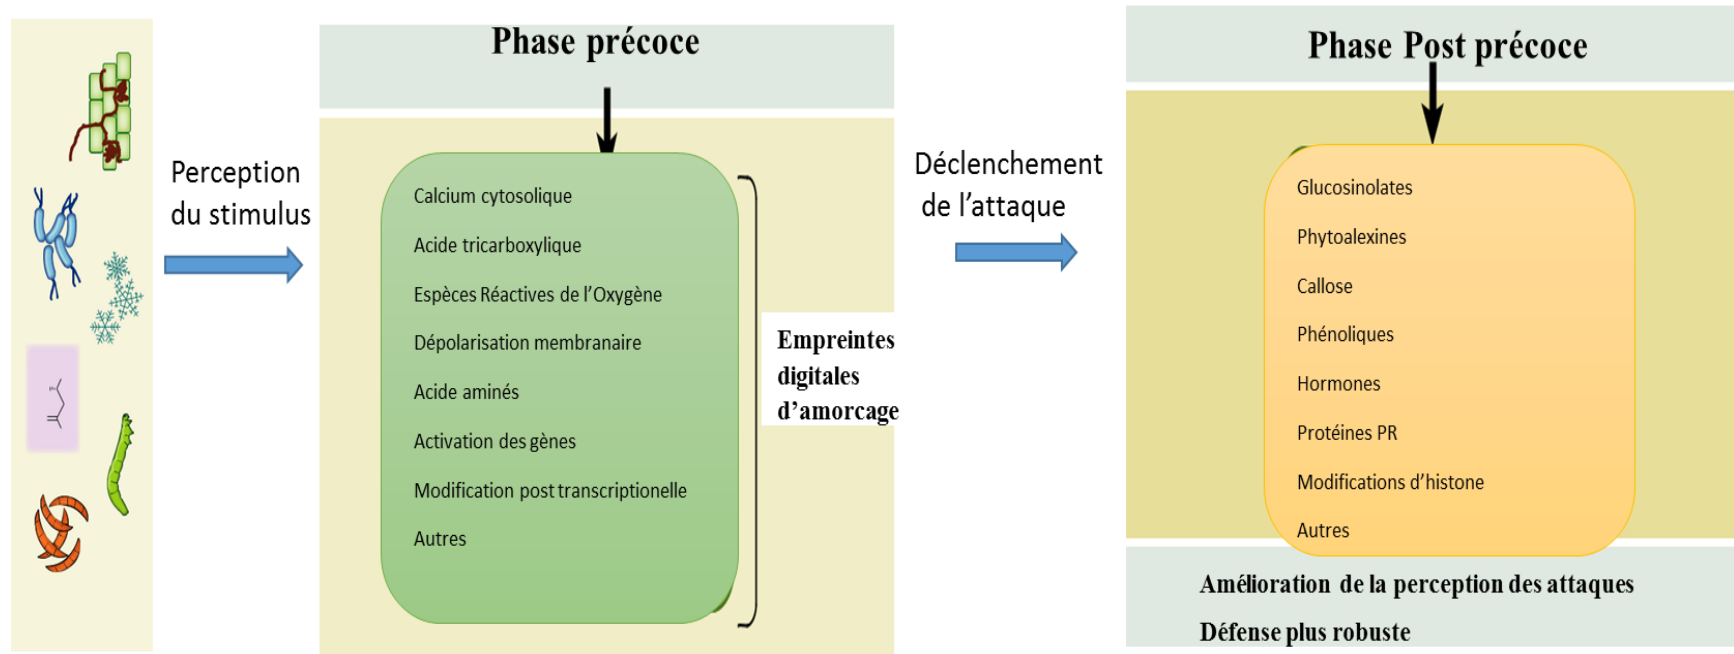 Perception
du stimulus
Phase précoce
Calcium cytosolique
Acide tricarboxylique
Espèces Réactives de l'Oxygène
Dépolarisation membranaire
Acide aminés
Activation des gènes
Modification post transcriptionelle
Autres
Empreintes
digitales
d'amorcage
Déclenchement
de l'attaque
Phase Post précoce
Glucosinolates
Phytoalexines
Callose
Phénoliques
Hormones
Protéines PR
Modifications d'histone
Autres
Amélioration de la perception des attaques
Défense plus robuste